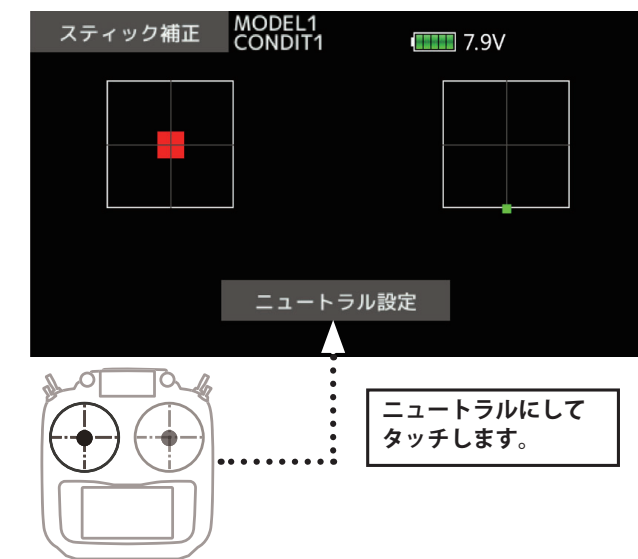 スティック補正
MODEL1
CONDIT1
7.9V
ニュートラル設定
ニュートラルにして
タッチします。